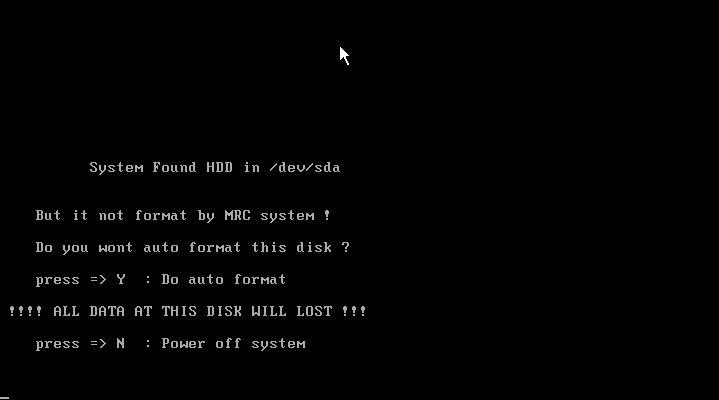 System Found HDD in /dev/sda
But it not format by MRC system !
Do you wont auto format this disk ?
press => Y : Do auto format
!!!! ALL DATA AT THIS DISK WILL LOST !!!
press => N : Power off system